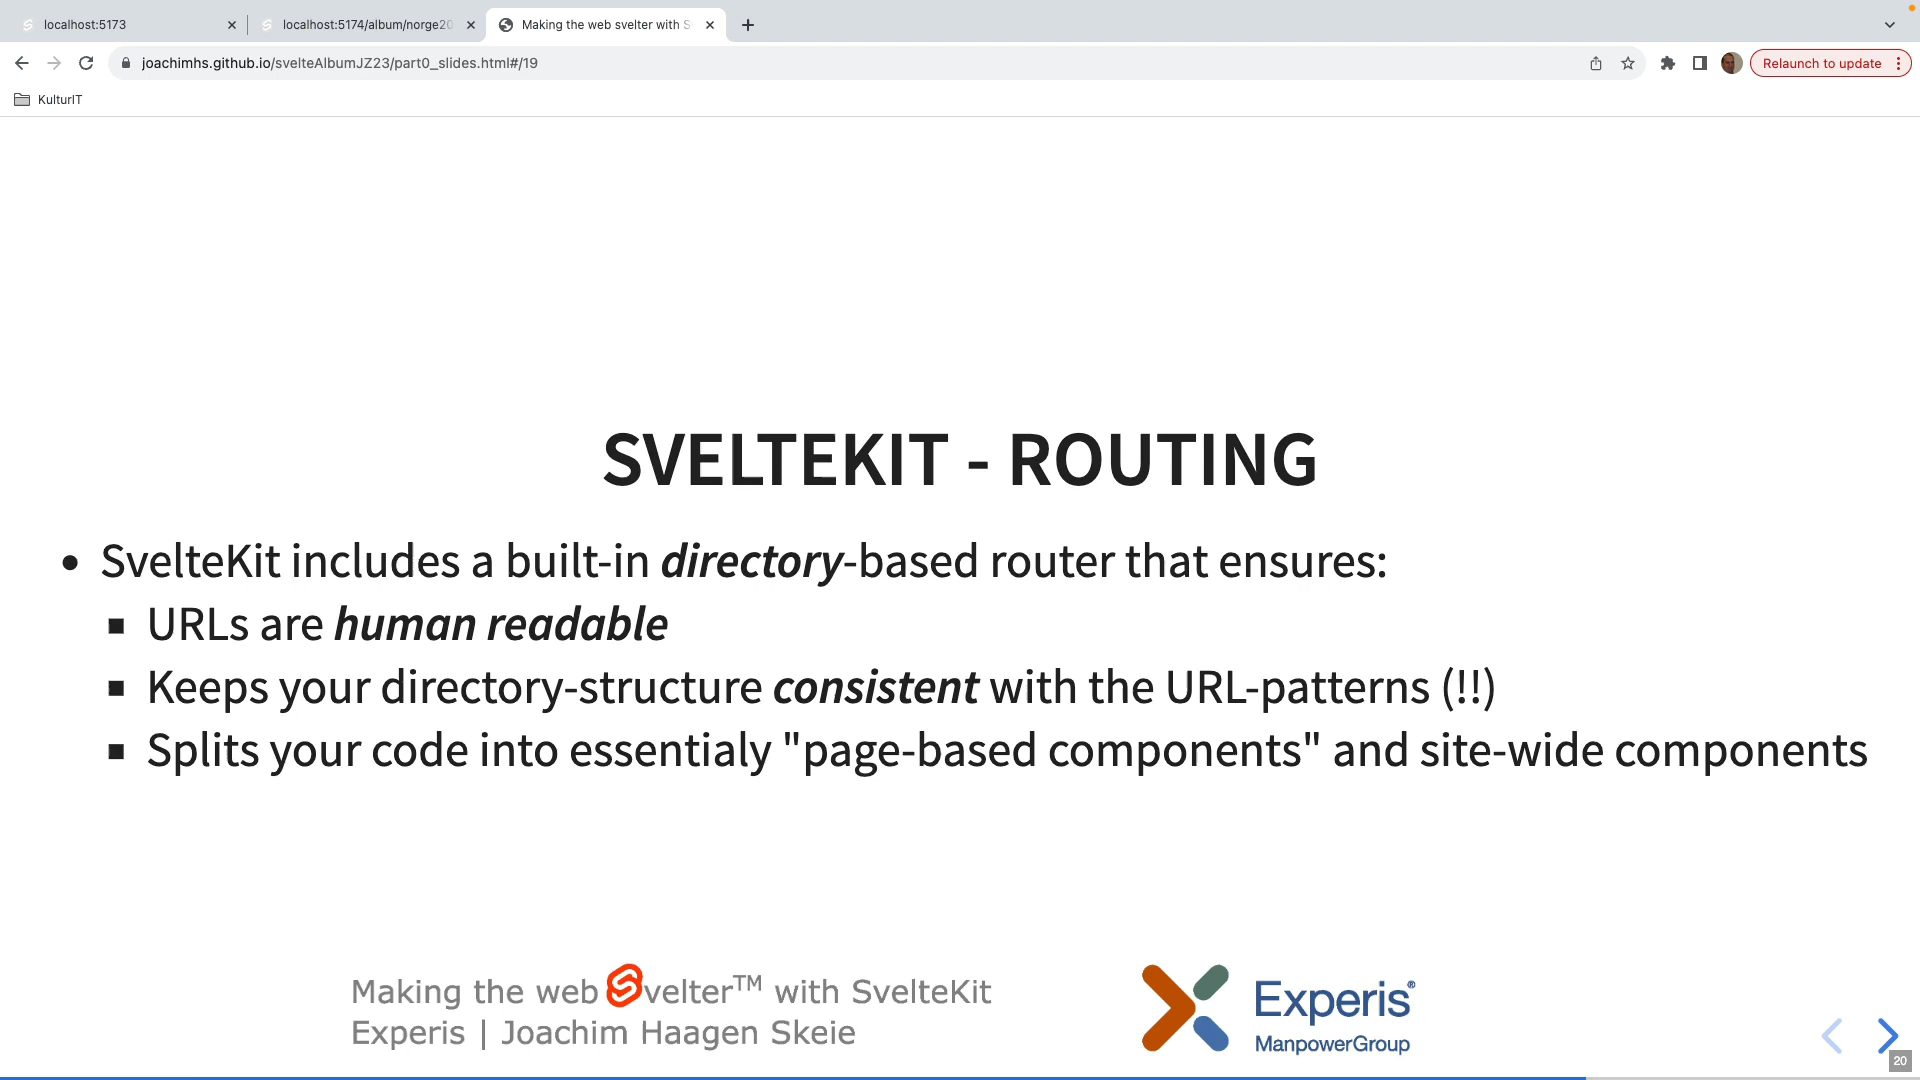 localhost:5173
localhost:5174/album/norge20
Making the web svelter with S
joachimhs.github.io/svelteAlbumJZ23/part0_slides.html#/19
Relaunch to update
KulturIT
SVELTEKIT - ROUTING
• SvelteKit includes a built-in directory-based router that ensures:
▪ URLs are human readable
▪ Keeps your directory-structure consistent with the URL-patterns (!!)
▪ Splits your code into essentialy "page-based components" and site-wide components
Making the web Svelter™ with SvelteKit
Experis | Joachim Haagen Skeie
Experis®
ManpowerGroup
20